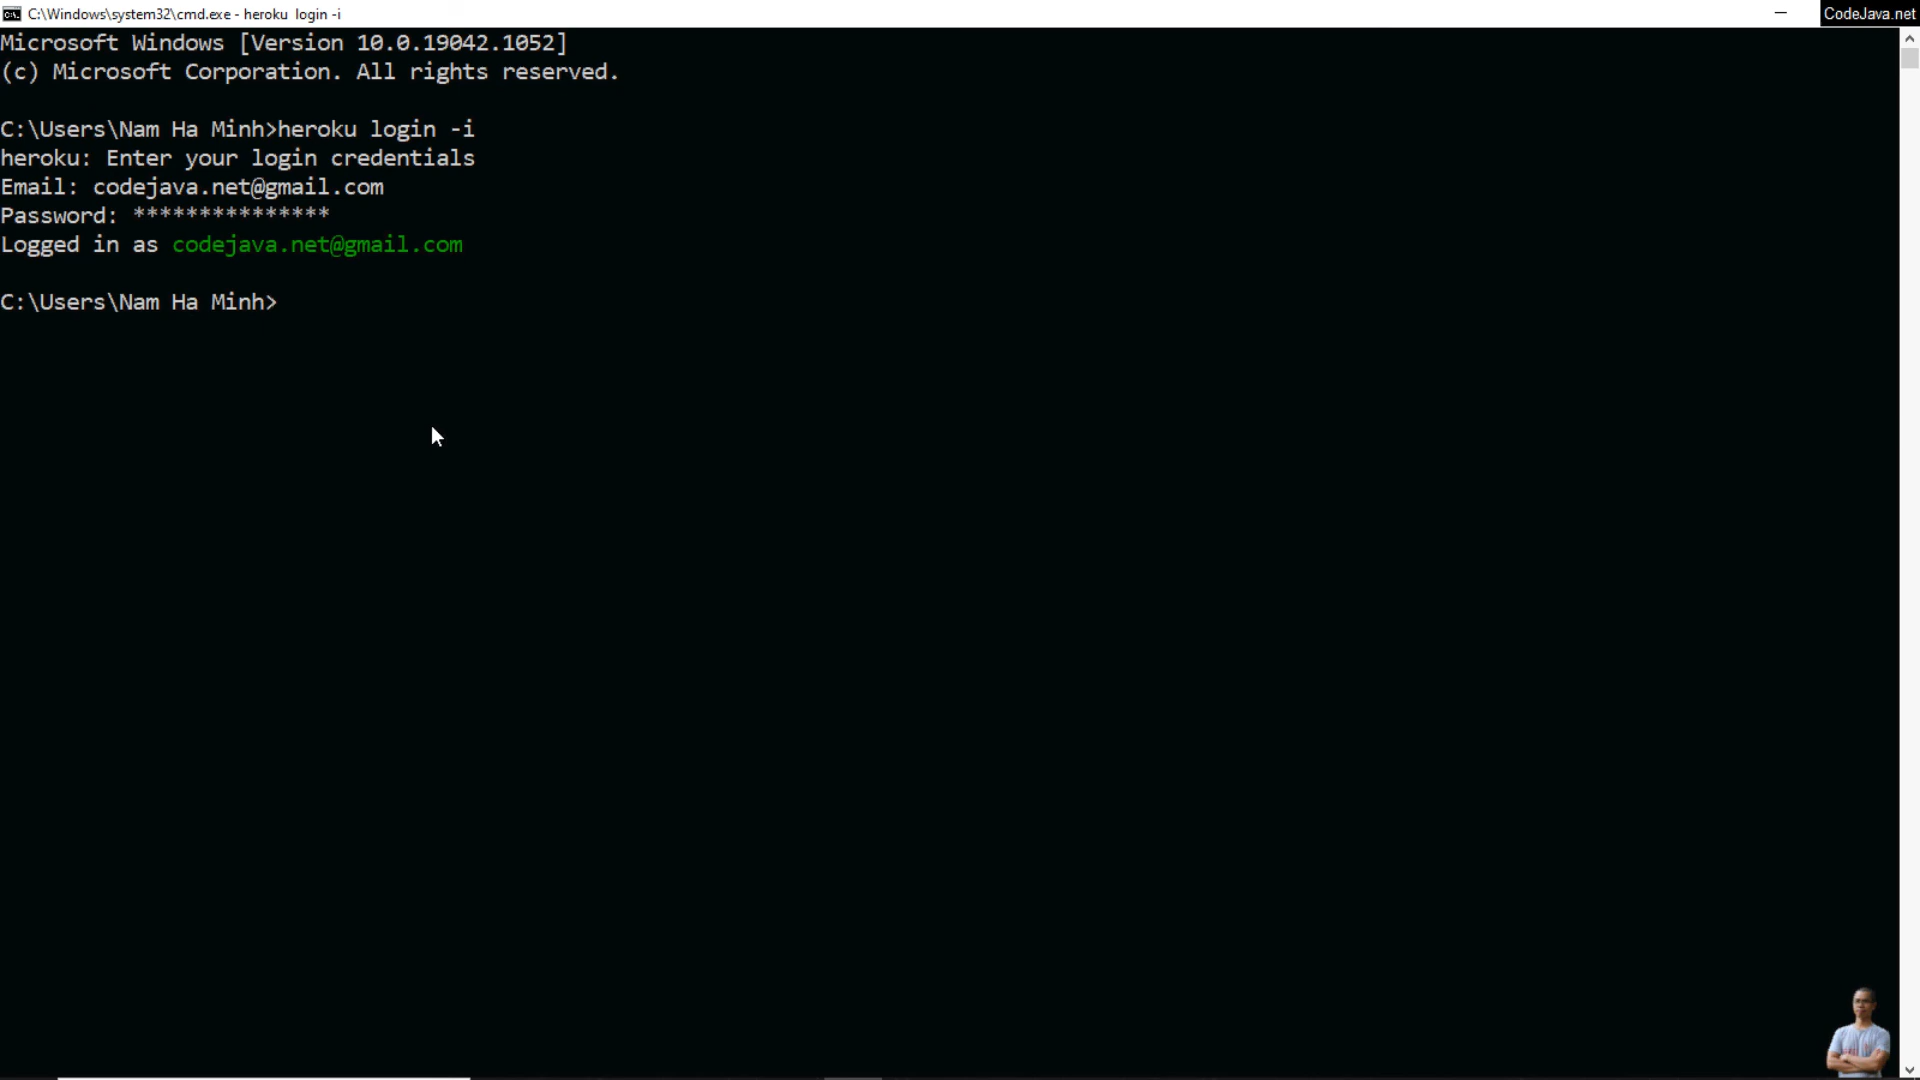 C:\Windows\system32\cmd.exe - heroku  login -i
CodeJava.net
Microsoft Windows [Version 10.0.19042.1052]
(c) Microsoft Corporation. All rights reserved.
C:\Users\Nam Ha Minh>heroku login -i
heroku: Enter your login credentials
Email: codejava.net@gmail.com
Password: ***************
Logged in as codejava.net@gmail.com
C:\Users\Nam Ha Minh>